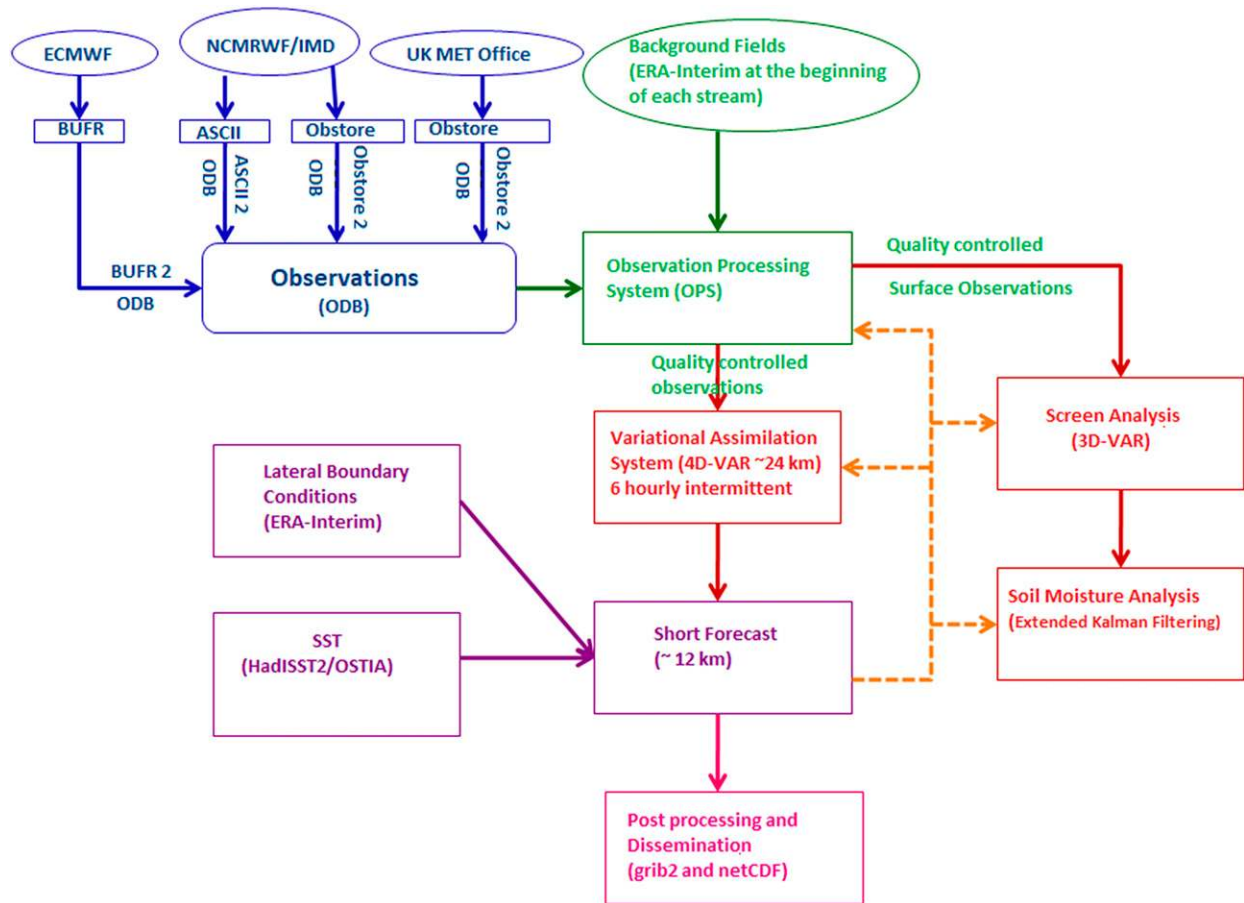 ECMWF
NCMRWF/IMD
UK MET Office
Background Fields
(ERA-Interim at the beginning
of each stream)
BUFR
ASCII
Obstore
Obstore
ASCII 2
ODB
Obstore 2
ODB
Obstore 2
ODB
BUFR 2
ODB
Observations
(ODB)
Observation Processing
System (OPS)
Quality controlled
Surface Observations
Quality controlled
observations
Screen Analysis
(3D-VAR)
Variational Assimilation
System (4D-VAR ~24 km)
6 hourly intermittent
Lateral Boundary
Conditions
(ERA-Interim)
Soil Moisture Analysis
(Extended Kalman Filtering)
SST
(HadISST2/OSTIA)
Short Forecast
(~ 12 km)
Post processing and
Dissemination
(grib2 and netCDF)